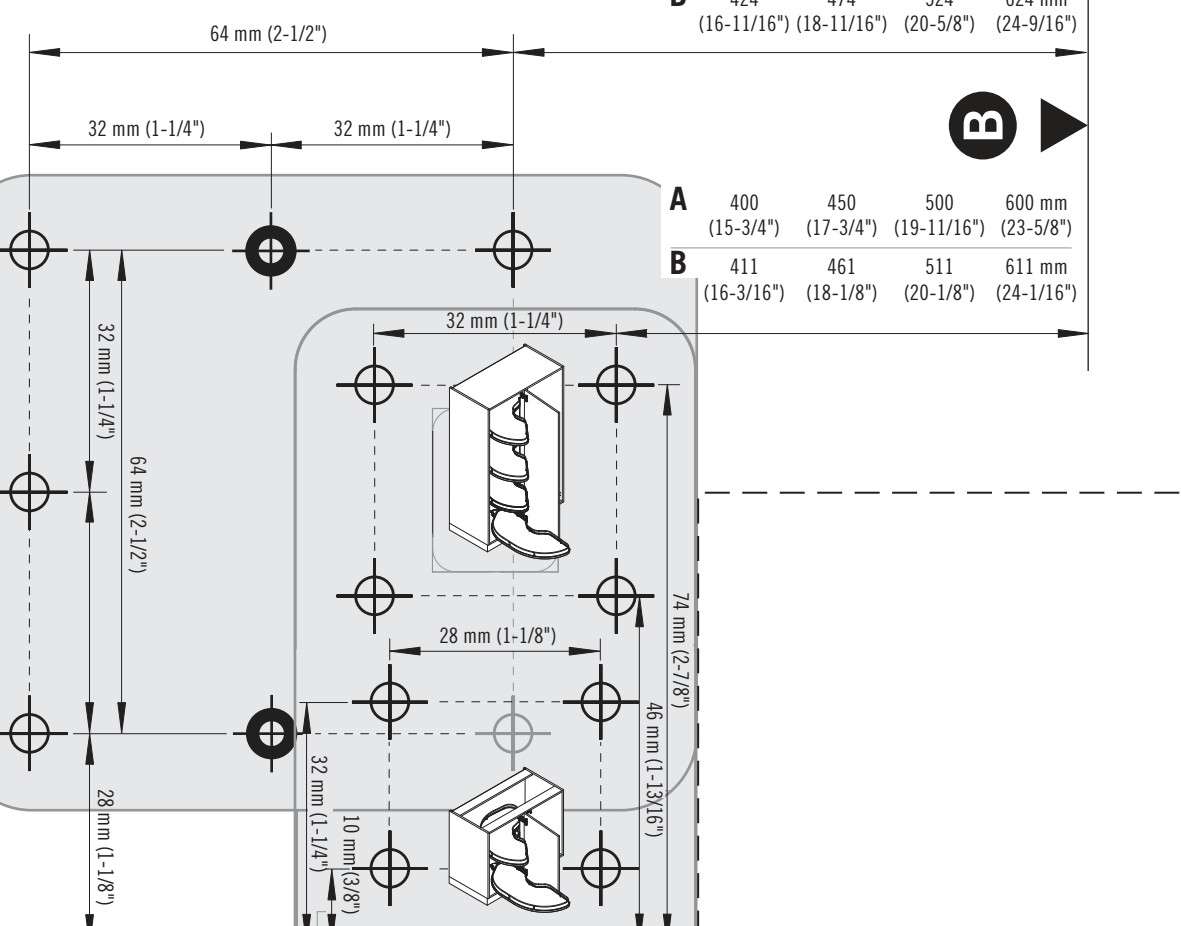 (16-11/16") (18-11/16") (20-5/8") (24-9/16")
64 mm (2-1/2")
32 mm (1-1/4") 32 mm (1-1/4")
B
A 400 450 500 600 mm
(15-3/4") (17-3/4") (19-11/16") (23-5/8")
B 411 461 511 611 mm
(16-3/16") (18-1/8") (20-1/8") (24-1/16")
32 mm (1-1/4")
32 mm (1-1/4")
64 mm (2-1/2")
28 mm (1-1/8")
74 mm (2-7/8")
46 mm (1-13/16")
32 mm (1-1/4")
10 mm (3/8")
28 mm (1-1/8")